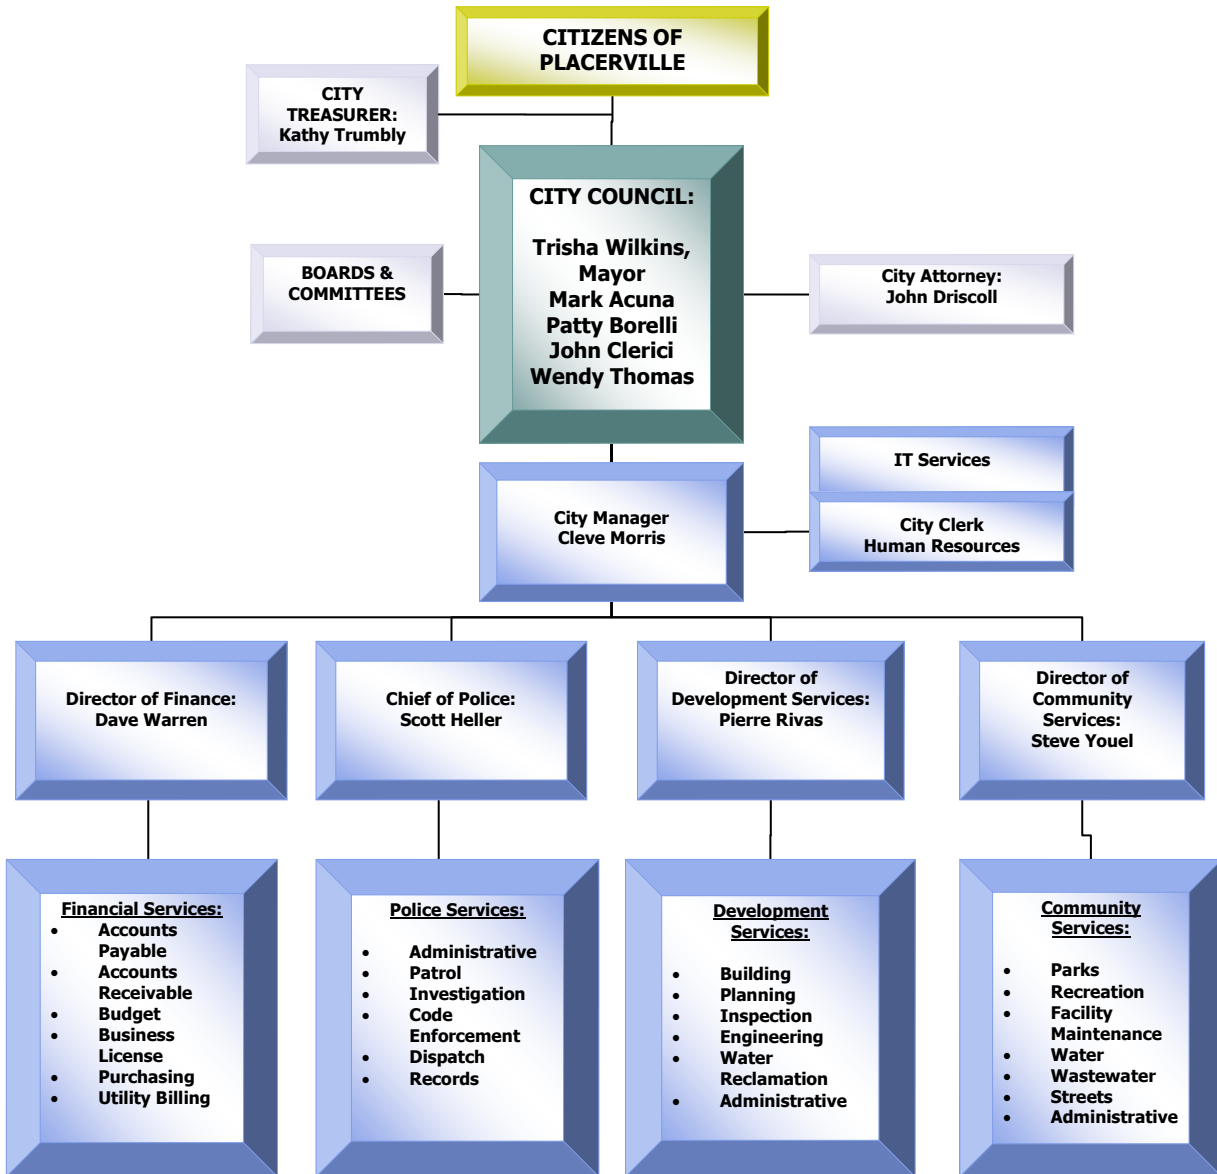 CITIZENS OF
PLACERVILLE
CITY
TREASURER:
Kathy Trumbly
CITY COUNCIL:
Trisha Wilkins,
Mayor
Mark Acuna
Patty Borelli
John Clerici
Wendy Thomas
BOARDS &
COMMITTEES
City Attorney:
John Driscoll
IT Services
City Manager
Cleve Morris
City Clerk
Human Resources
Director of Finance:
Dave Warren
Chief of Police:
Scott Heller
Director of
Development Services:
Pierre Rivas
Director of
Community
Services:
Steve Youel
Financial Services:
• Accounts
Payable
• Accounts
Receivable
• Budget
• Business
License
• Purchasing
• Utility Billing
Police Services:
• Administrative
• Patrol
• Investigation
• Code
Enforcement
• Dispatch
• Records
Development
Services:
• Building
• Planning
• Inspection
• Engineering
• Water
Reclamation
• Administrative
Community
Services:
• Parks
• Recreation
• Facility
Maintenance
• Water
• Wastewater
• Streets
• Administrative